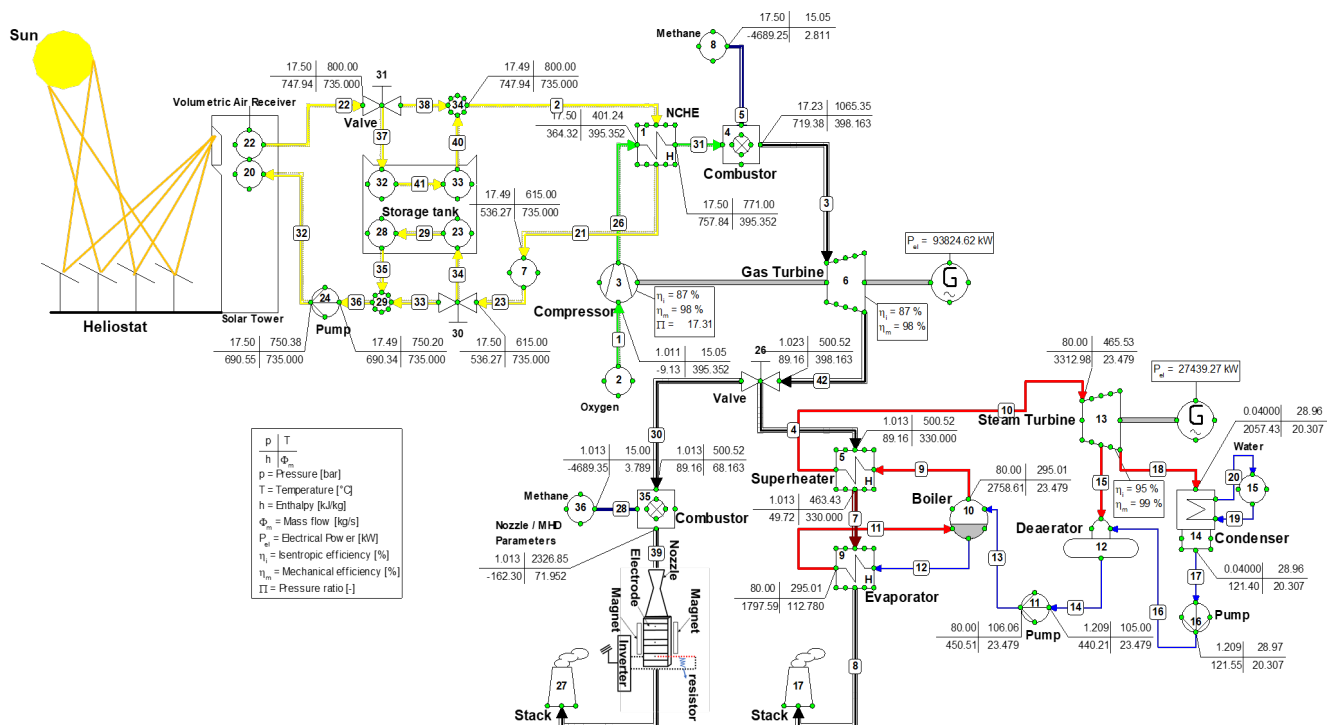 Sun
Volumetric Air Receiver
22
20
Solar Tower
Heliostat
32
17.50 800.00
747.94 735.000
31
22
Valve
38
37
34
17.49 800.00
747.94 735.000
2
40
32
41
33
Storage tank
28
29
23
35
34
24
36
29
33
23
30
Pump
17.50 750.38
690.55 735.000
17.49 750.20
690.34 735.000
17.50 615.00
536.27 735.000
17.49 615.00
536.27 735.000
7
21
17.50 401.24
364.32 395.352
NCHE
1
H
31
26
17.50 771.00
757.84 395.352
Methane
8
17.50 15.05
-4689.25 2.811
5
4
Combustor
17.23 1065.35
719.38 398.163
3
Gas Turbine
6
G
~
P el = 93824.62 kW
η i = 87 %
η m = 98 %
3
Compressor
η i = 87 %
η m = 98 %
Π = 17.31
1
1.011 15.05
-9.13 395.352
2
Oxygen
26
Valve
1.023 500.52
89.16 398.163
42
30
4
10
1.013 500.52
89.16 330.000
Superheater
5
H
9
1.013 463.43
49.72 330.000
7
11
Boiler
10
80.00 295.01
2758.61 23.479
12
9
H
Evaporator
80.00 295.01
1797.59 112.780
8
13
11
Pump
80.00 106.06
450.51 23.479
14
1.209 105.00
440.21 23.479
Deaerator
12
15
16
80.00 465.53
3312.98 23.479
Steam Turbine
13
G
~
P el = 27439.27 kW
η i = 95 %
η m = 99 %
18
0.04000 28.96
2057.43 20.307
Water
20
15
19
14
Condenser
0.04000 28.96
121.40 20.307
17
16
Pump
1.209 28.97
121.55 20.307
1.013 15.00
-4689.35 3.789
1.013 500.52
89.16 68.163
Methane
36
28
35
Combustor
Nozzle / MHD
Parameters
1.013 2326.85
-162.30 71.952
39
Nozzle
Electrode
Magnet
Magnet
Inverter
resistor
27
Stack
17
Stack
p T
h Φ m
p = Pressure [bar]
T = Temperature [°C]
h = Enthalpy [kJ/kg]
Φ m = Mass flow [kg/s]
P el = Electrical Power [kW]
η i = Isentropic efficiency [%]
η m = Mechanical efficiency [%]
Π = Pressure ratio [-]